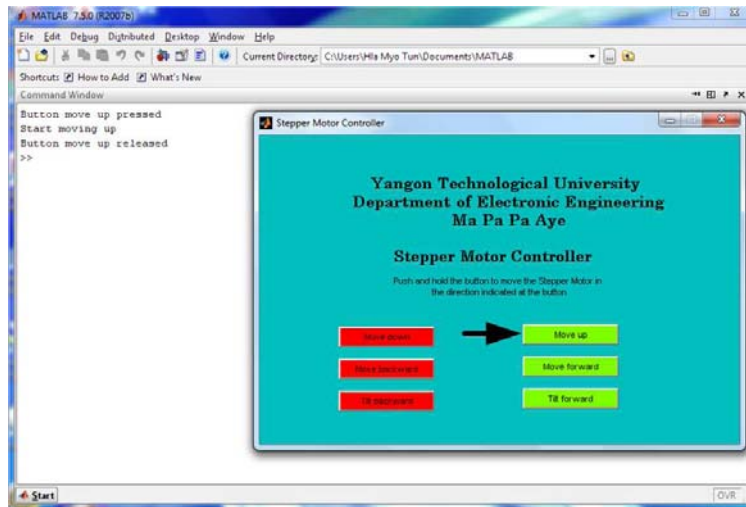 MATLAB 7.5.0 (R2007b)
File Edit Debug Distributed Desktop Window Help
Current Directory: C:\Users\Hla Myo Tun\Documents\MATLAB
Shortcuts How to Add What's New
Command Window
Button move up pressed
Start moving up
Button move up released
>>
Stepper Motor Controller
Yangon Technological University
Department of Electronic Engineering
Ma Pa Pa Aye
Stepper Motor Controller
Push and hold the button to move the Stepper Motor in
the direction indicated at the button
Move down
Move up
Move backward
Move forward
Tilt backward
Tilt forward
Start
OVR